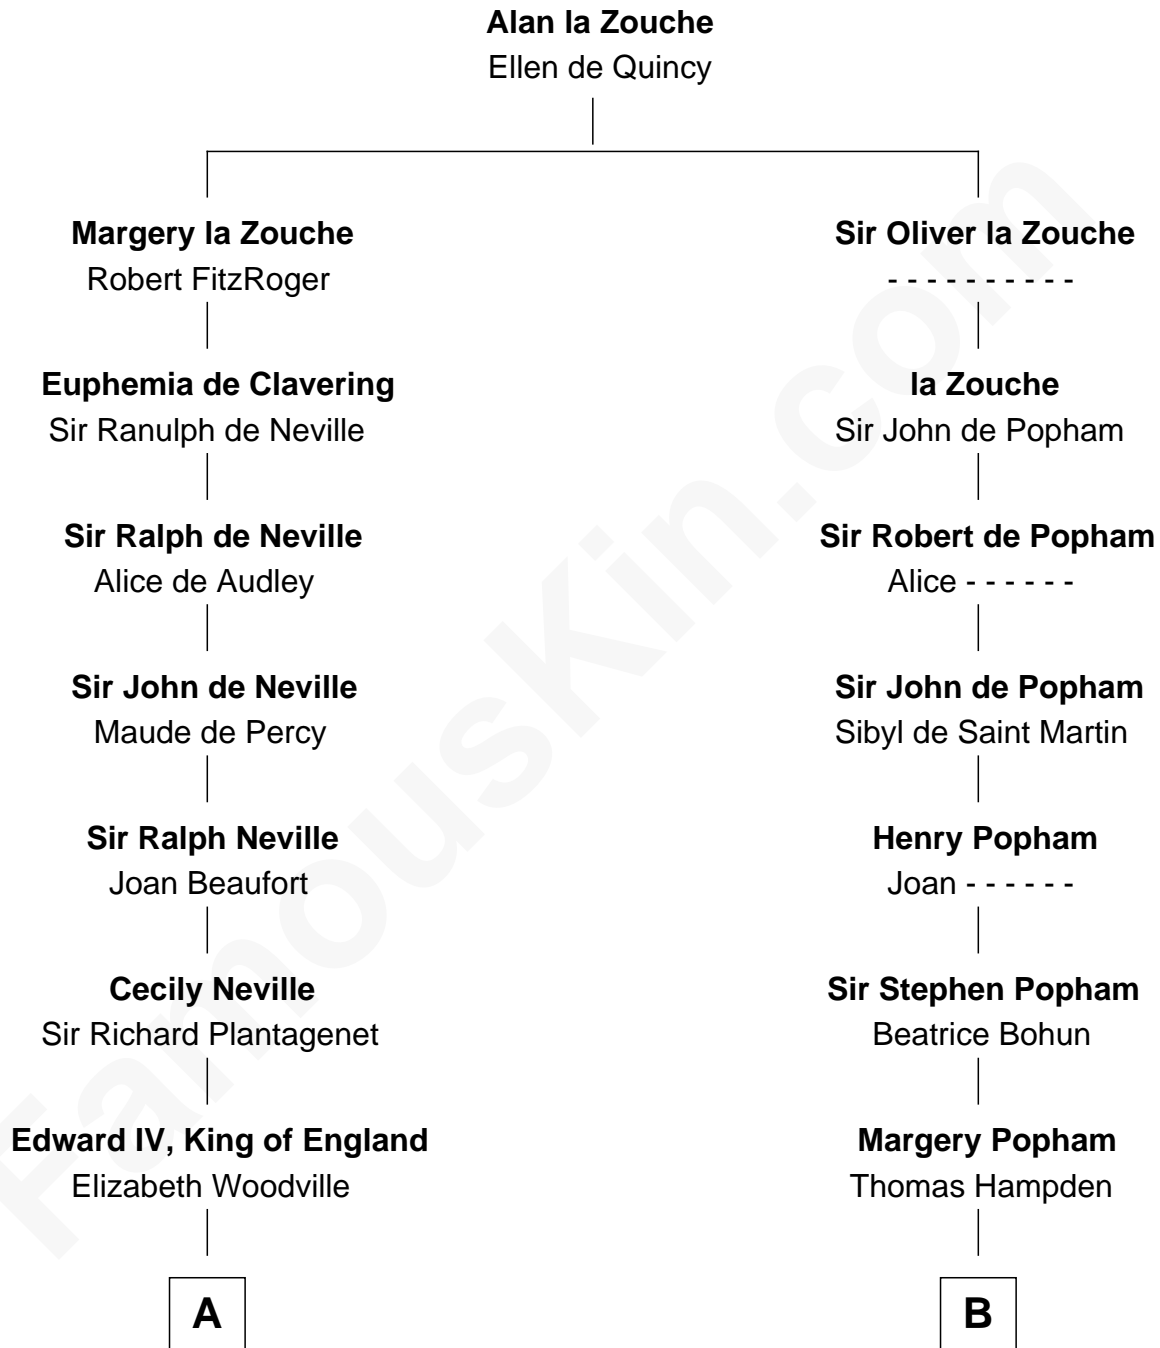 Alan la Zouche
Ellen de Quincy
Margery la Zouche
Robert FitzRoger
Sir Oliver la Zouche
- - - - - - - - - -
Euphemia de Clavering
Sir Ranulph de Neville
la Zouche
Sir John de Popham
Sir Ralph de Neville
Alice de Audley
Sir Robert de Popham
Alice - - - - - -
Sir John de Neville
Maude de Percy
Sir John de Popham
Sibyl de Saint Martin
Sir Ralph Neville
Joan Beaufort
Henry Popham
Joan - - - - - -
Cecily Neville
Sir Richard Plantagenet
Sir Stephen Popham
Beatrice Bohun
Edward IV, King of England
Elizabeth Woodville
Margery Popham
Thomas Hampden
A
B
FamousKin.com